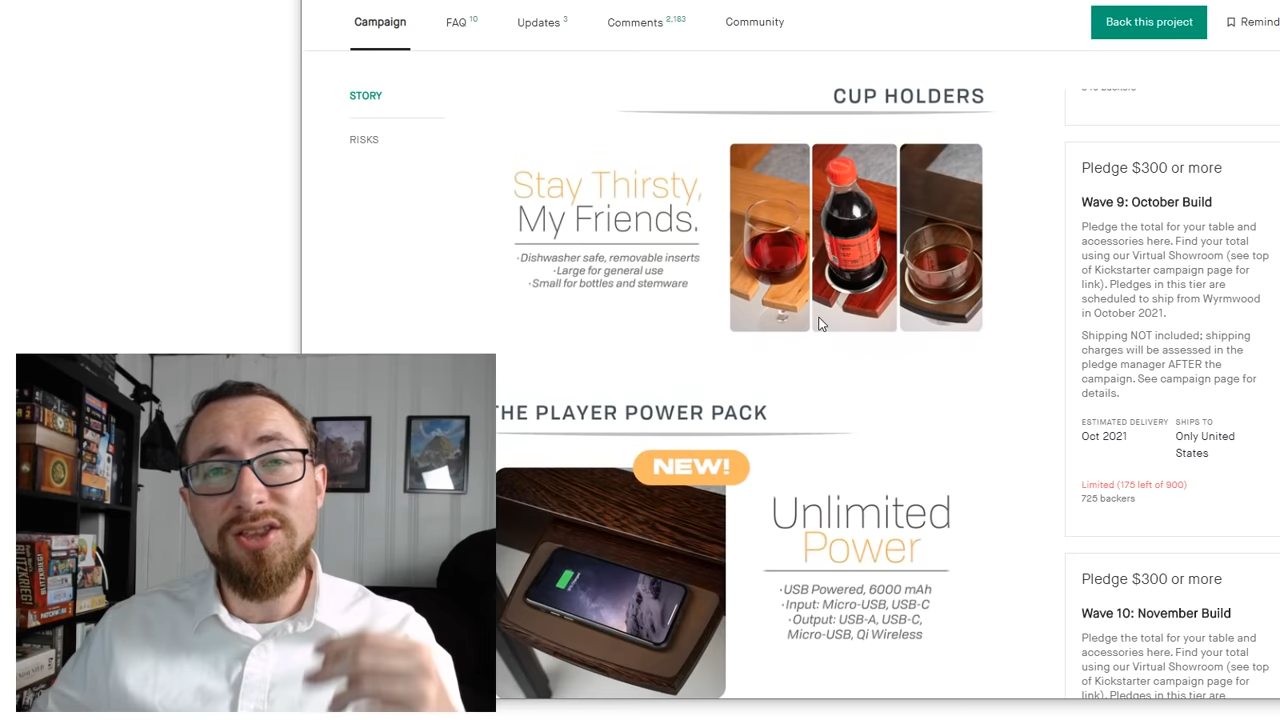 Campaign
FAQ 10
Updates 3
Comments 2,183
Community
Back this project
Remind
STORY
RISKS
CUP HOLDERS
Stay Thirsty,
My Friends.
·Dishwasher safe, removable inserts
·Large for general use
·Small for bottles and stemware
THE PLAYER POWER PACK
NEW!
Unlimited
Power
·USB Powered, 6000 mAh
·Input: Micro-USB, USB-C
·Output: USB-A, USB-C,
Micro-USB, Qi Wireless
Pledge $300 or more
Wave 9: October Build
Pledge the total for your table and
accessories here. Find your total
using our Virtual Showroom (see top
of Kickstarter campaign page for
link). Pledges in this tier are
scheduled to ship from Wyrmwood
in October 2021.
Shipping NOT included; shipping
charges will be assessed in the
pledge manager AFTER the
campaign. See campaign page for
details.
ESTIMATED DELIVERY
Oct 2021
SHIPS TO
Only United
States
Limited (175 left of 900)
725 backers
Pledge $300 or more
Wave 10: November Build
Pledge the total for your table and
accessories here. Find your total
using our Virtual Showroom (see top
of Kickstarter campaign page for
link). Pledges in this tier are
BLITZKRIEG!
PATCHWORK